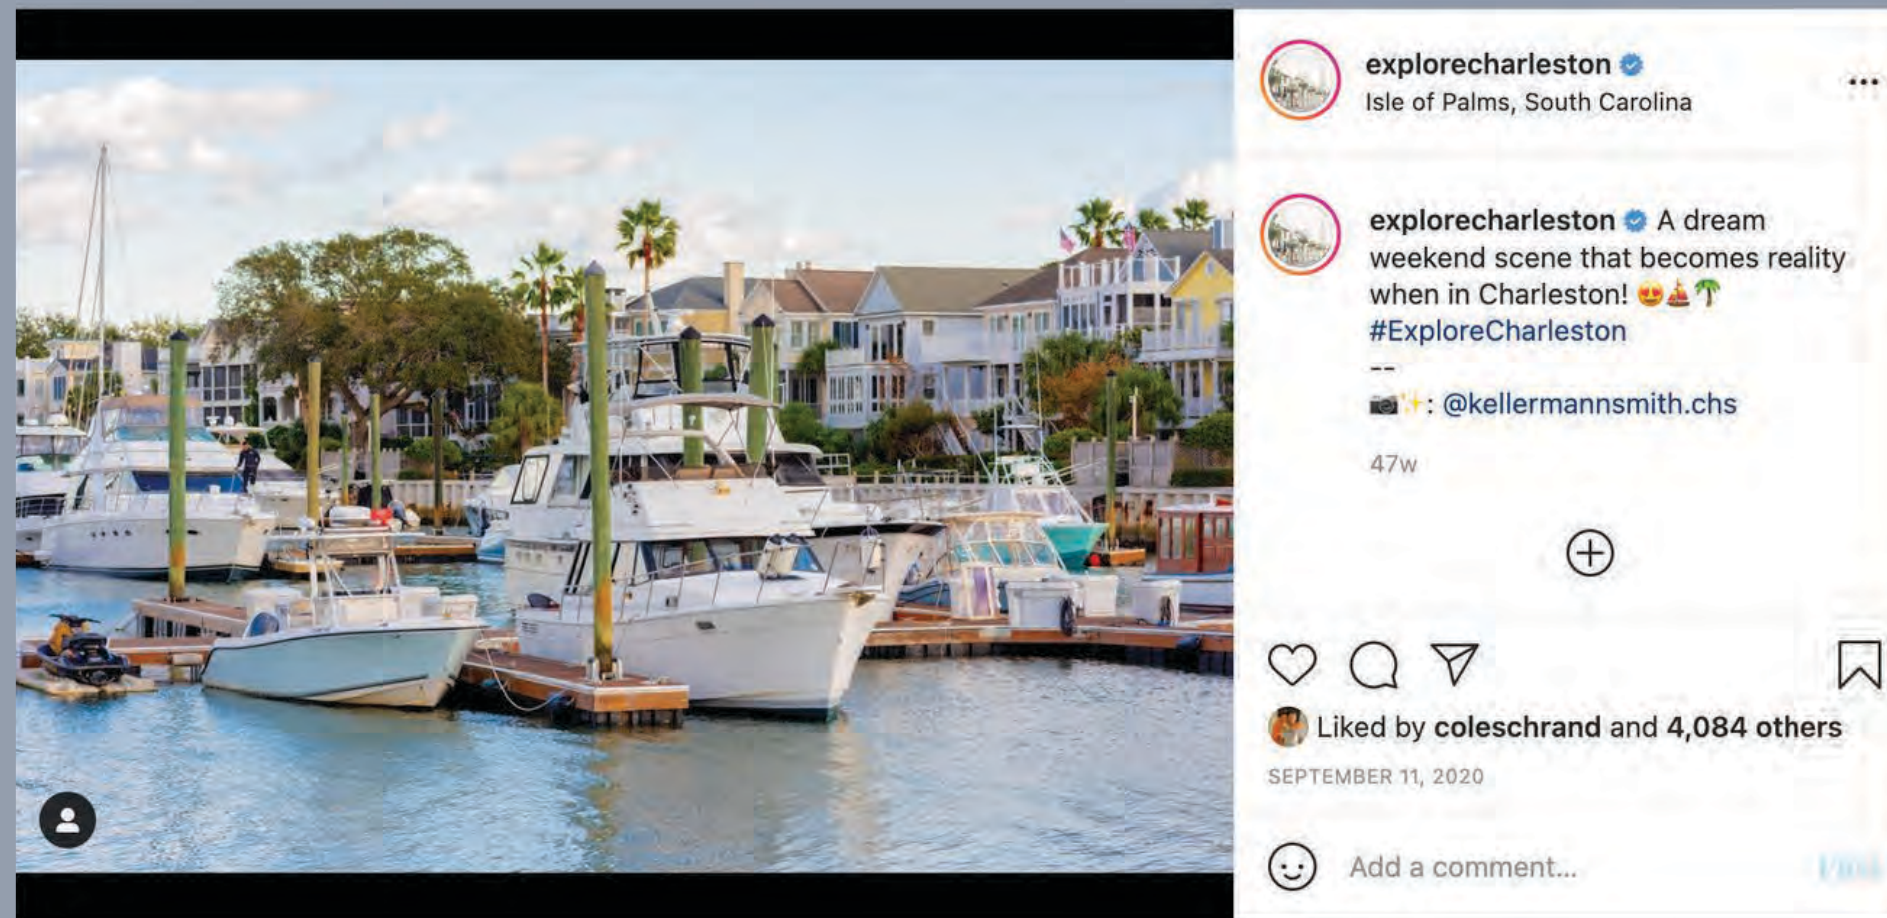 explorecharleston
...
Isle of Palms, South Carolina
explorecharleston A dream
weekend scene that becomes reality
when in Charleston! 😍⛵🌴
#ExploreCharleston
--
📷✨: @kellermannsmith.chs
47w
Liked by coleschrand and 4,084 others
SEPTEMBER 11, 2020
Add a comment...